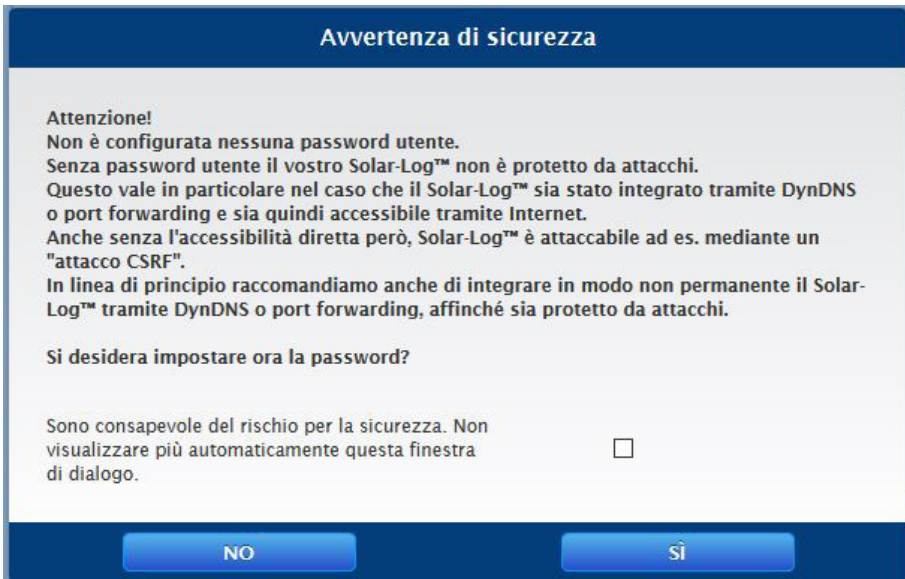 Avvertenza di sicurezza
Attenzione!
Non è configurata nessuna password utente.
Senza password utente il vostro Solar-Log™ non è protetto da attacchi.
Questo vale in particolare nel caso che il Solar-Log™ sia stato integrato tramite DynDNS
o port forwarding e sia quindi accessibile tramite Internet.
Anche senza l'accessibilità diretta però, Solar-Log™ è attaccabile ad es. mediante un
"attacco CSRF".
In linea di principio raccomandiamo anche di integrare in modo non permanente il Solar-
Log™ tramite DynDNS o port forwarding, affinché sia protetto da attacchi.
Si desidera impostare ora la password?
Sono consapevole del rischio per la sicurezza. Non
visualizzare più automaticamente questa finestra
di dialogo.
NO SÌ